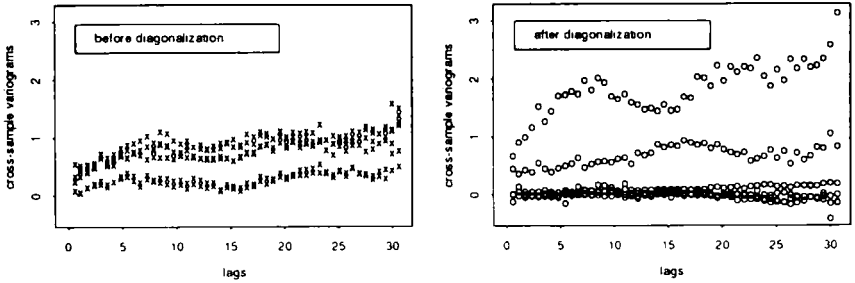 before diagonalization
cross-sample variograms
3
2
1
0
0 5 10 15 20 25 30
lags
after diagonalization
cross-sample variograms
3
2
1
0
0 5 10 15 20 25 30
lags